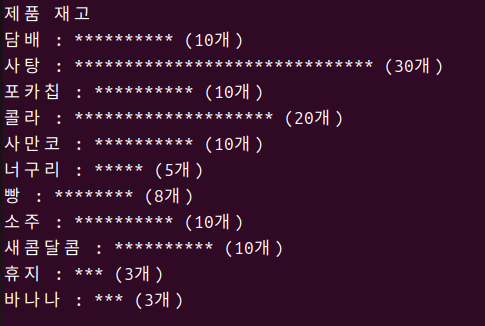 제품 재고
담배 : ********** (10개)
사탕 : ****************************** (30개)
포카칩 : ********** (10개)
콜라 : ******************** (20개)
사만코 : ********** (10개)
너구리 : ***** (5개)
빵 : ******** (8개)
소주 : ********** (10개)
새콤달콤 : ********** (10개)
휴지 : *** (3개)
바나나 : *** (3개)